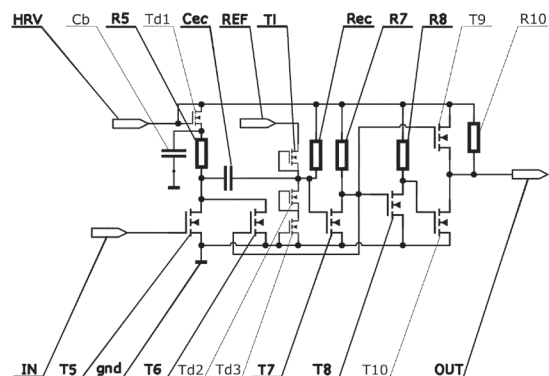 HRV Cb R5 Td1 Cec REF TI Rec R7 R8 T9 R10
IN T5 gnd T6 Td2 Td3 T7 T8 T10 OUT